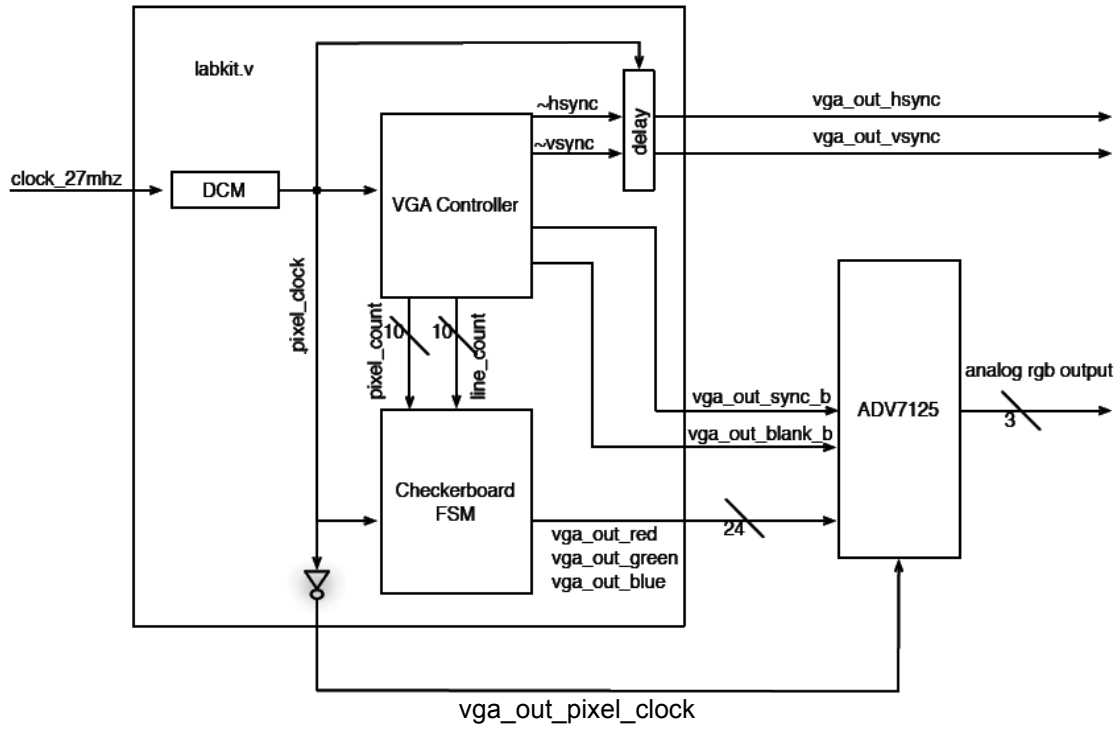 labkit.v
clock_27mhz
DCM
.pixel_clock
VGA Controller
~hsync
~vsync
delay
vga_out_hsync
vga_out_vsync
pixel_count
10
10
line_count
Checkerboard
FSM
vga_out_sync_b
vga_out_blank_b
24
vga_out_red
vga_out_green
vga_out_blue
ADV7125
analog rgb output
3
vga_out_pixel_clock